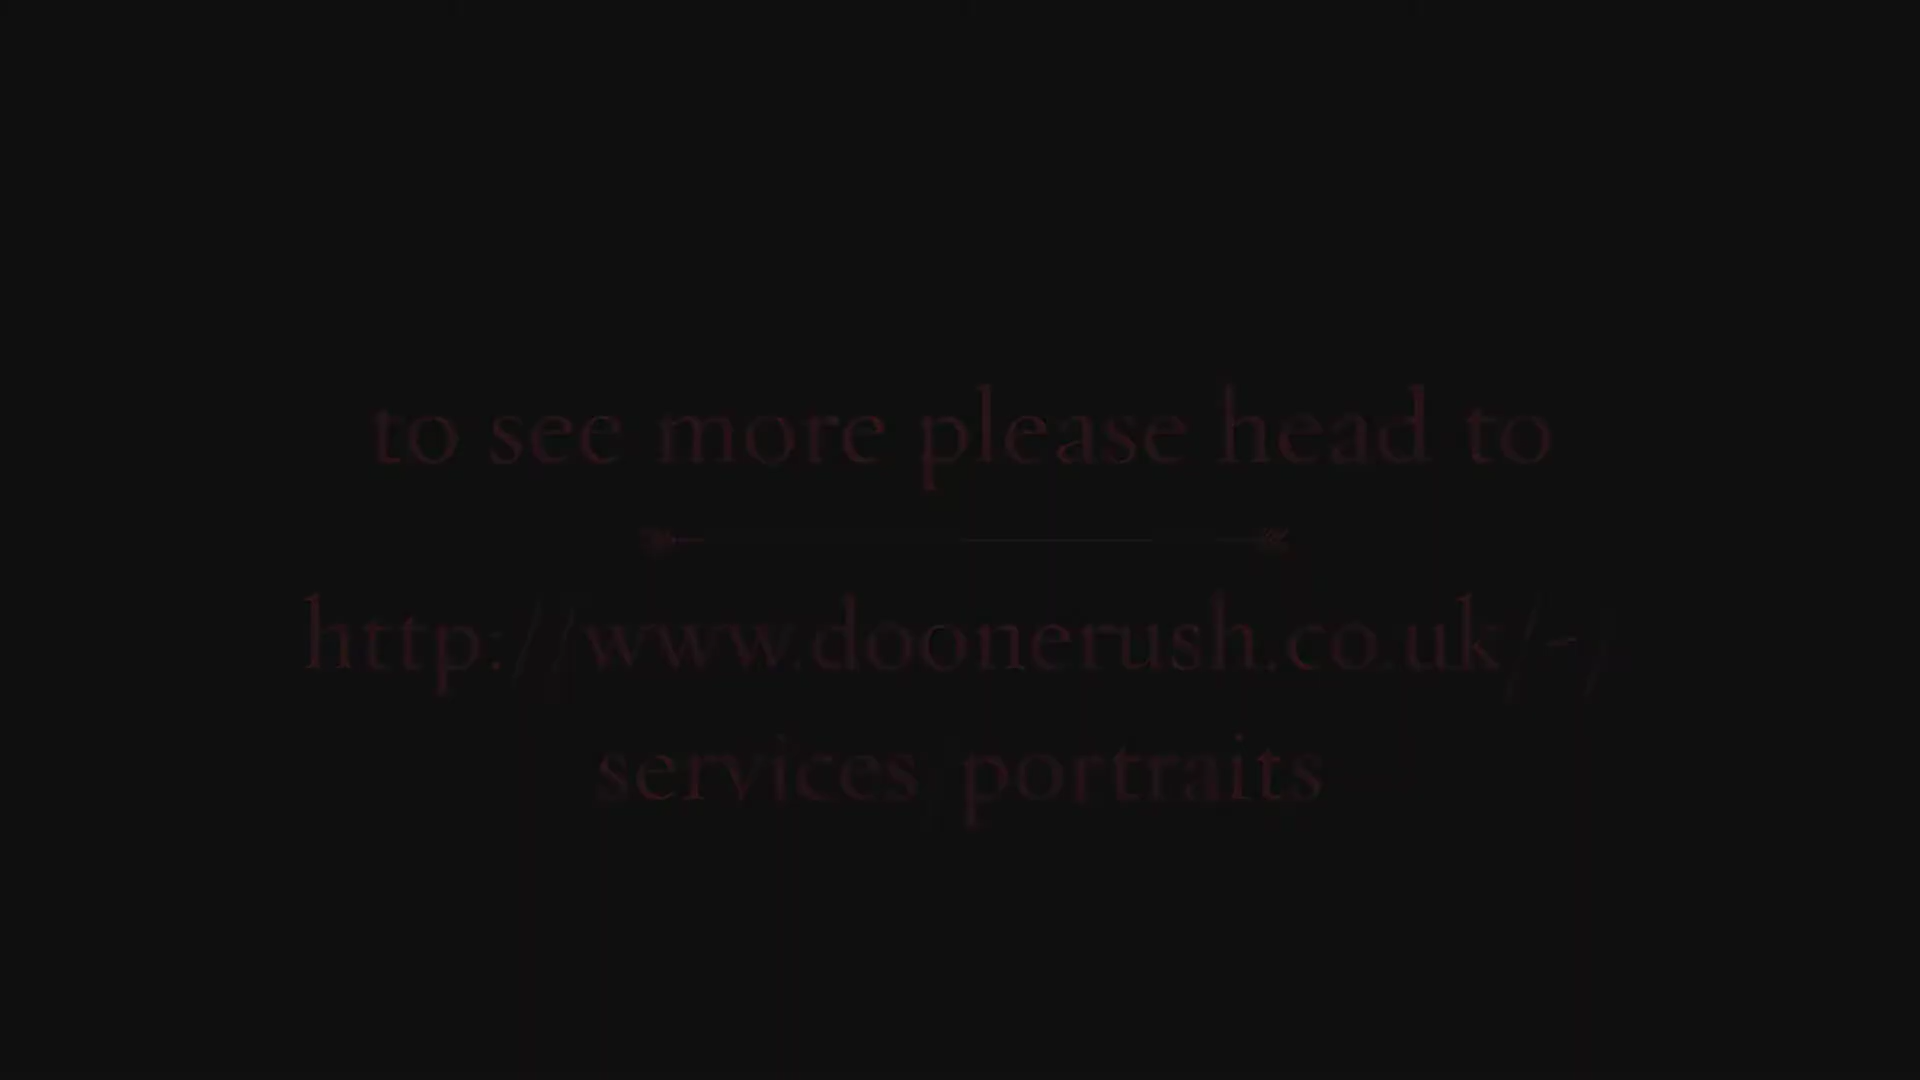 to see more please head to
http://www.doonerush.co.uk/-/
services/portraits